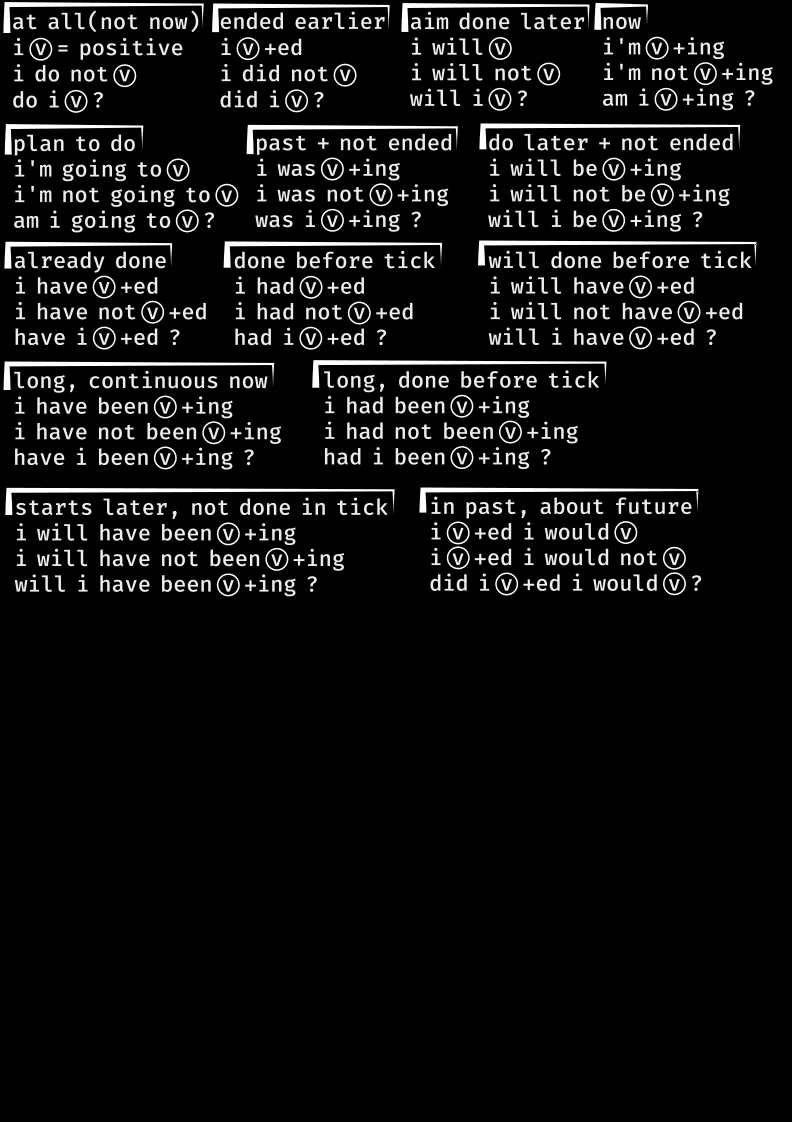 at all(not now)
i ⓥ = positive
i do not ⓥ
do i ⓥ ?
ended earlier
i ⓥ +ed
i did not ⓥ
did i ⓥ ?
aim done later
i will ⓥ
i will not ⓥ
will i ⓥ ?
now
i'm ⓥ +ing
i'm not ⓥ +ing
am i ⓥ +ing ?
plan to do
i'm going to ⓥ
i'm not going to ⓥ
am i going to ⓥ ?
past + not ended
i was ⓥ +ing
i was not ⓥ +ing
was i ⓥ +ing ?
do later + not ended
i will be ⓥ +ing
i will not be ⓥ +ing
will i be ⓥ +ing ?
already done
i have ⓥ +ed
i have not ⓥ +ed
have i ⓥ +ed ?
done before tick
i had ⓥ +ed
i had not ⓥ +ed
had i ⓥ +ed ?
will done before tick
i will have ⓥ +ed
i will not have ⓥ +ed
will i have ⓥ +ed ?
long, continuous now
i have been ⓥ +ing
i have not been ⓥ +ing
have i been ⓥ +ing ?
long, done before tick
i had been ⓥ +ing
i had not been ⓥ +ing
had i been ⓥ +ing ?
starts later, not done in tick
i will have been ⓥ +ing
i will have not been ⓥ +ing
will i have been ⓥ +ing ?
in past, about future
i ⓥ +ed i would ⓥ
i ⓥ +ed i would not ⓥ
did i ⓥ +ed i would ⓥ ?